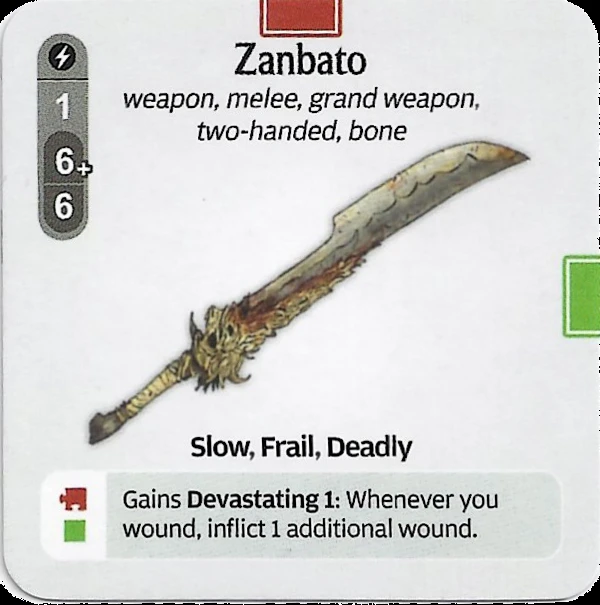 Zanbato
weapon, melee, grand weapon,
two-handed, bone
1
6+
6
Slow, Frail, Deadly
Gains Devastating 1: Whenever you
wound, inflict 1 additional wound.